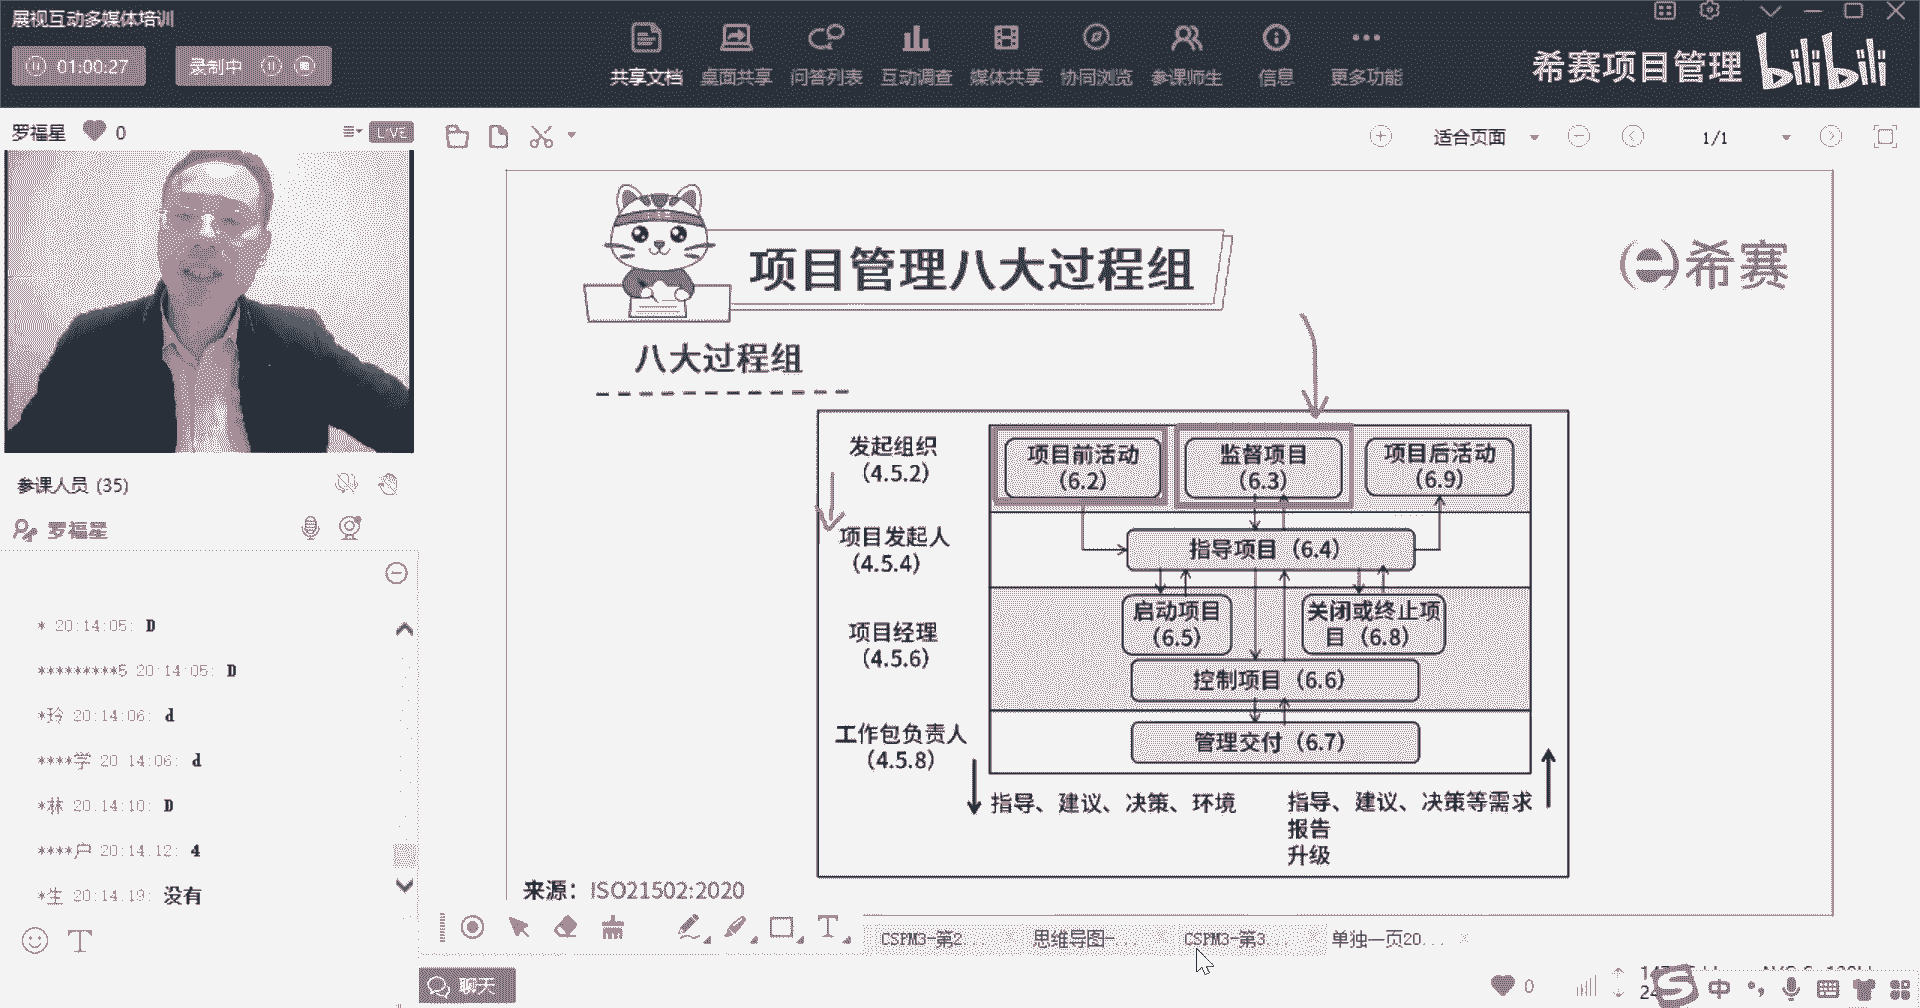 展视互动多媒体培训
01:00:27
录制中
共享文档 桌面共享 问答列表 互动调查 媒体共享 协同浏览 参课师生 信息 更多功能
希赛项目管理 bilibili
罗福星 0
LIVE
适合页面
1/1
参课人员 (35)
罗福星
* 20:14:05: D
*********5 20:14:05: D
*玲 20:14:06: d
****学 20:14:06: d
*林 20:14:10: D
****户 20:14:12: 4
*生 20:14:19: 没有
聊天
项目管理八大过程组
希赛
八大过程组
发起组织
(4.5.2)
项目前活动
(6.2)
监督项目
(6.3)
项目后活动
(6.9)
项目发起人
(4.5.4)
指导项目 (6.4)
项目经理
(4.5.6)
启动项目
(6.5)
关闭或终止项
目 (6.8)
控制项目 (6.6)
工作包负责人
(4.5.8)
管理交付 (6.7)
指导、建议、决策、环境
指导、建议、决策等需求
报告
升级
来源：ISO21502:2020
T
CSPM3-第2...
思维导图-...
CSPM3-第3...
单独一页20...
0
中